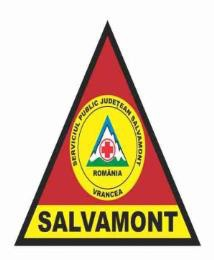 SERVICIUL PUBLIC JUDEȚEAN SALVAMONT
ROMÂNIA
VRANCEA
SALVAMONT